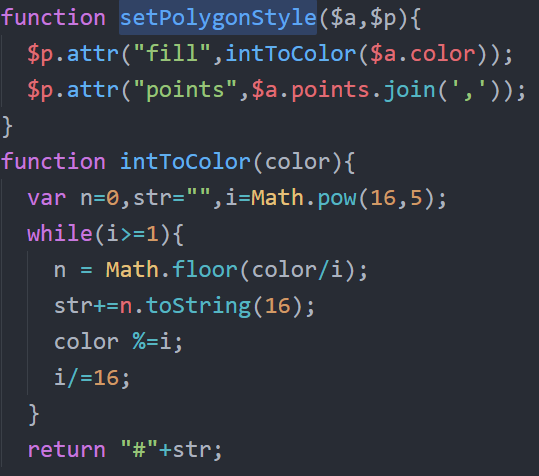 function setPolygonStyle($a,$p){
  $p.attr("fill",intToColor($a.color));
  $p.attr("points",$a.points.join(','));
}
function intToColor(color){
  var n=0,str="",i=Math.pow(16,5);
  while(i>=1){
    n = Math.floor(color/i);
    str+=n.toString(16);
    color %=i;
    i/=16;
  }
  return "#"+str;